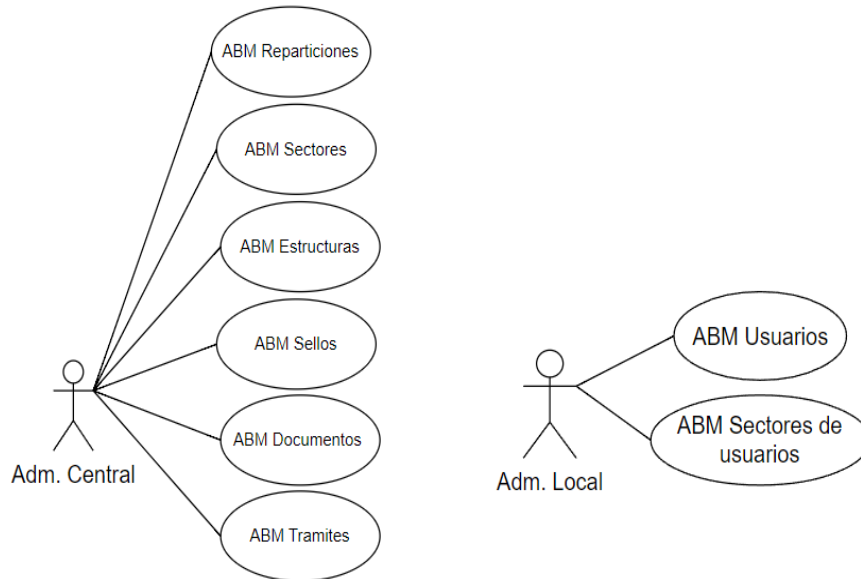 ABM Reparticiones
ABM Sectores
ABM Estructuras
ABM Sellos
ABM Documentos
ABM Tramites
Adm. Central
ABM Usuarios
ABM Sectores de
usuarios
Adm. Local